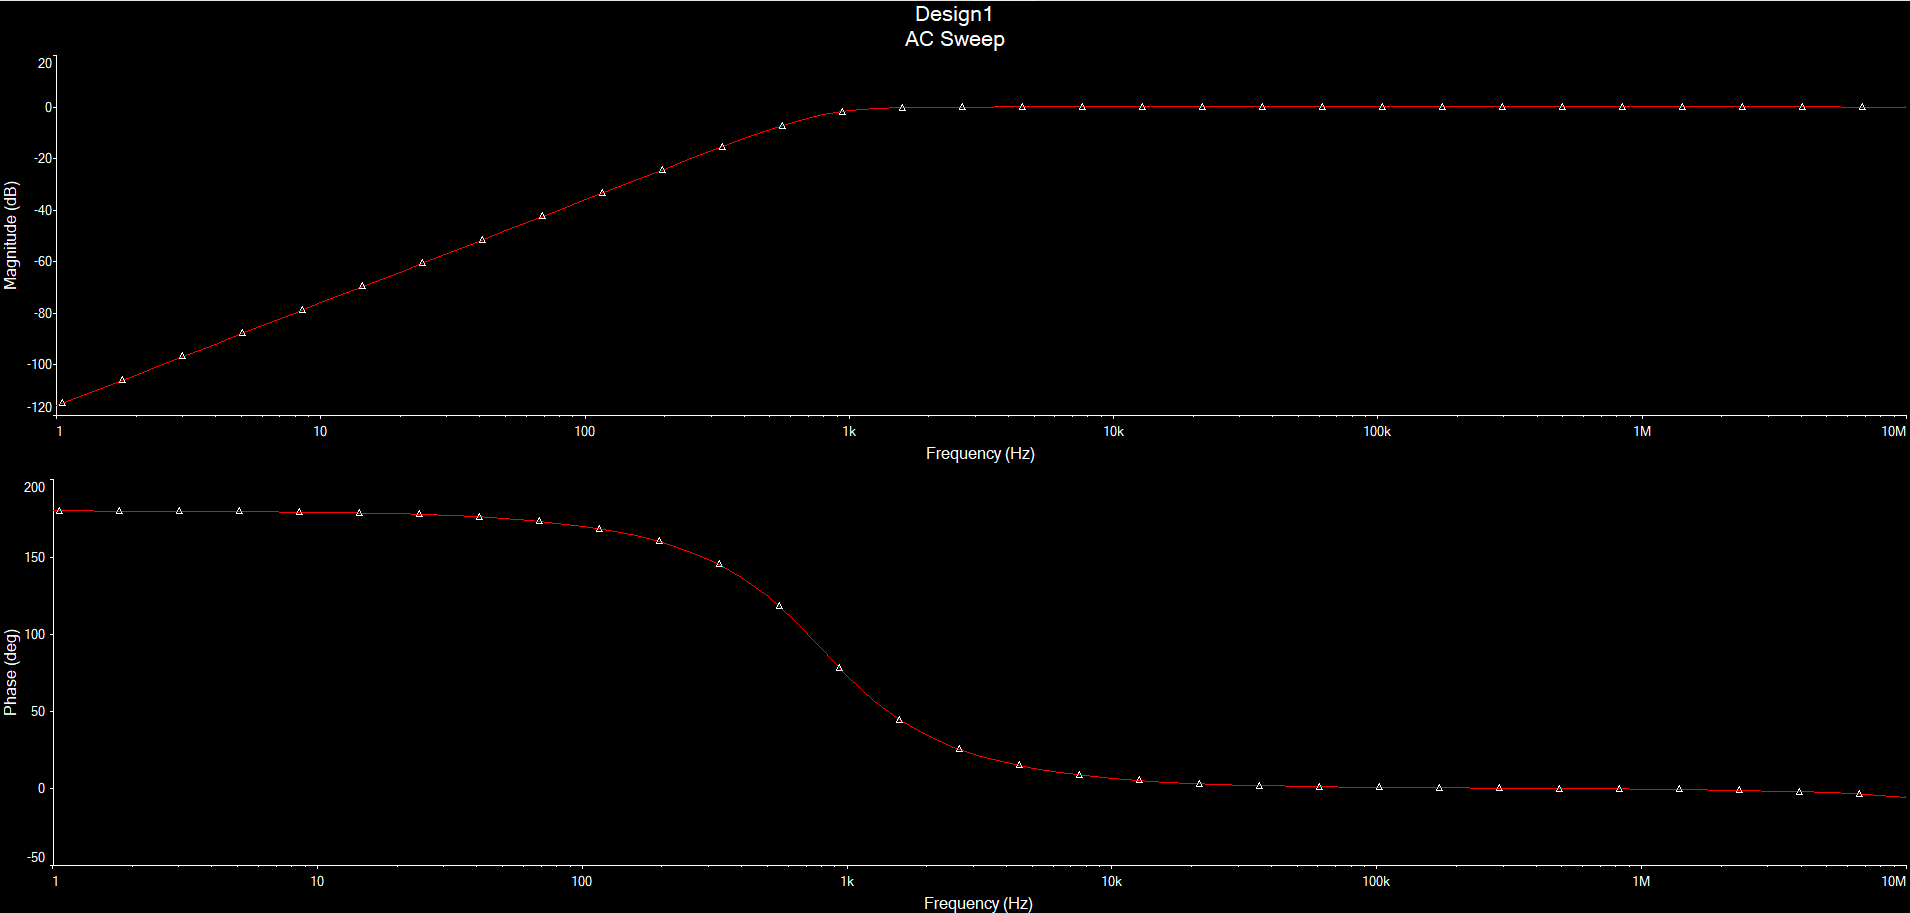 Design1
AC Sweep
20
0
-20
-40
-60
-80
-100
-120
Magnitude (dB)
1 10 100 1k 10k 100k 1M 10M
Frequency (Hz)
200
150
100
50
0
-50
Phase (deg)
1 10 100 1k 10k 100k 1M 10M
Frequency (Hz)